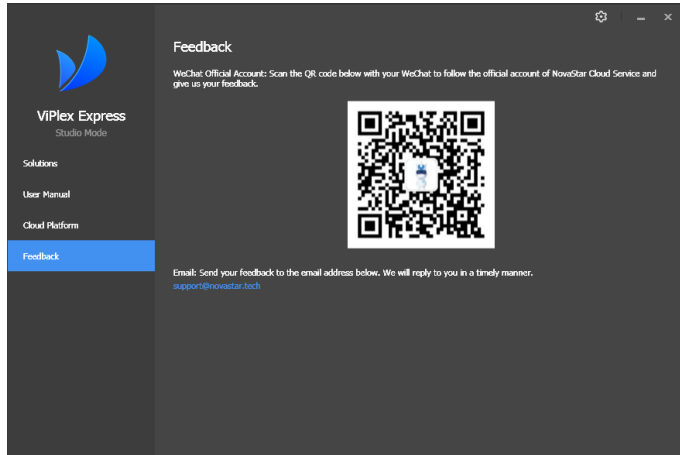 ViPlex Express
Studio Mode
Solutions
User Manual
Cloud Platform
Feedback
Feedback
WeChat Official Account: Scan the QR code below with your WeChat to follow the official account of NovaStar Cloud Service and
give us your feedback.
Email: Send your feedback to the email address below. We will reply to you in a timely manner.
support@novastar.tech